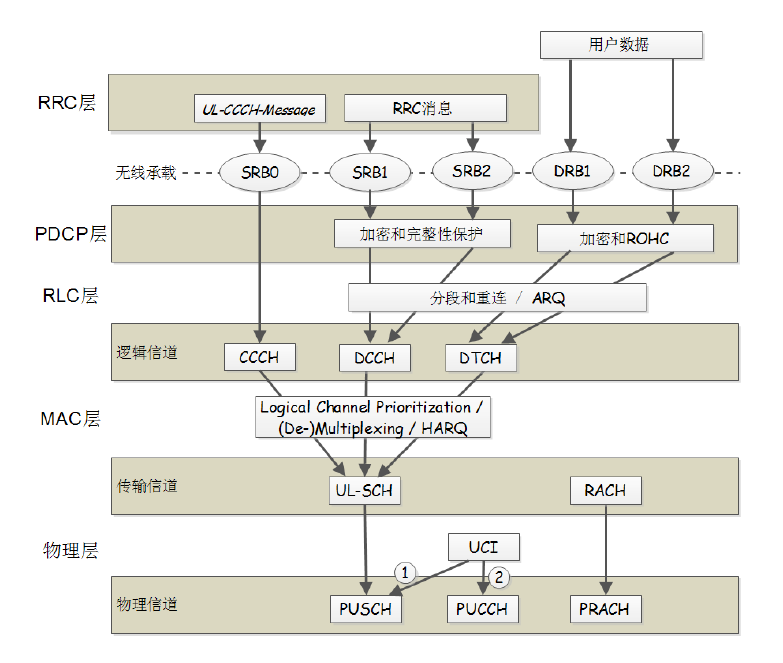 用户数据
RRC层
UL-CCCH-Message
RRC消息
无线承载
SRB0
SRB1
SRB2
DRB1
DRB2
PDCP层
加密和完整性保护
加密和ROHC
RLC层
分段和重连 / ARQ
逻辑信道
CCCH
DCCH
DTCH
MAC层
Logical Channel Prioritization /
(De-)Multiplexing / HARQ
传输信道
UL-SCH
RACH
物理层
UCI
1
2
物理信道
PUSCH
PUCCH
PRACH